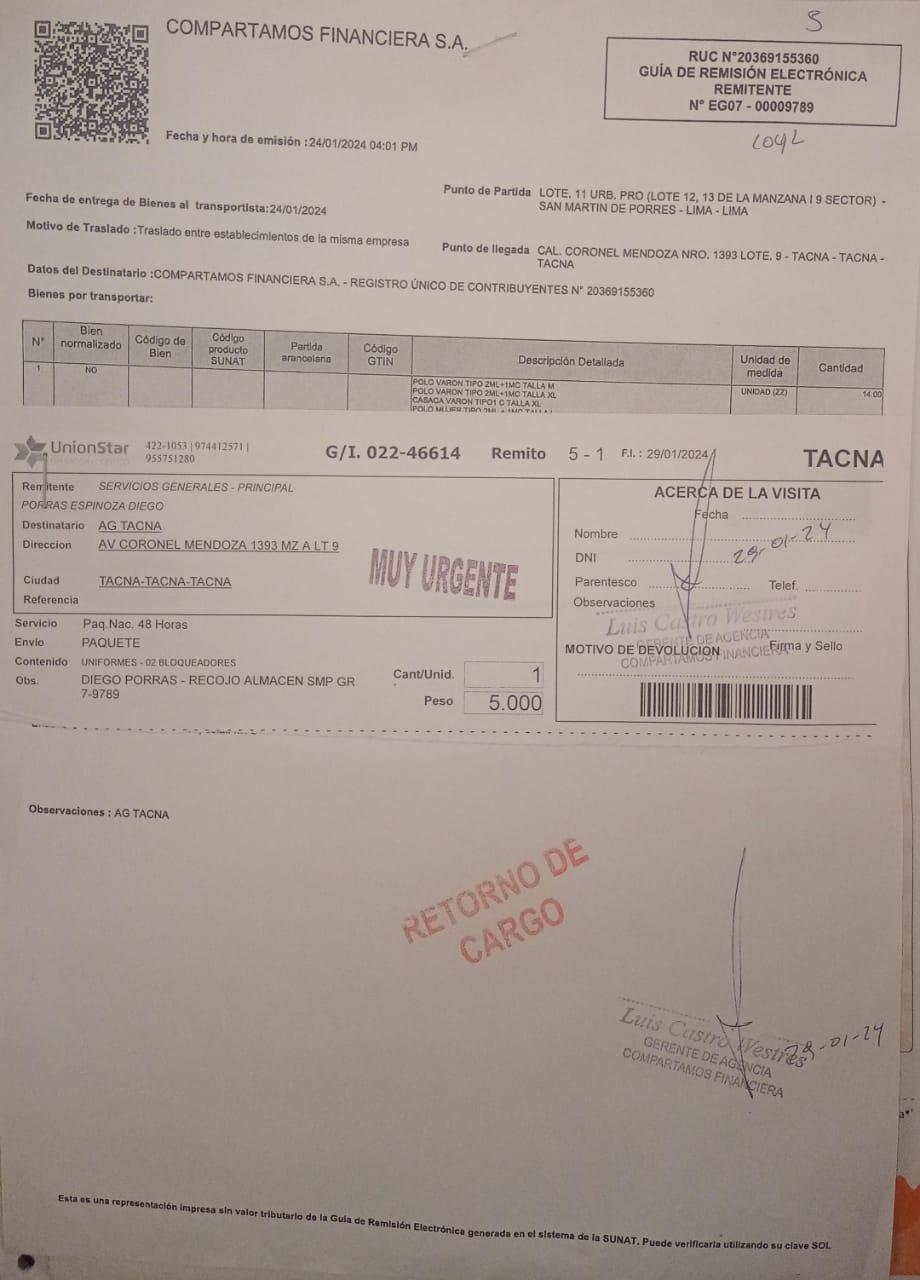 S
COMPARTAMOS FINANCIERA S.A.
RUC N°20369155360
GUÍA DE REMISIÓN ELECTRÓNICA
REMITENTE
N° EG07 - 00009789
Fecha y hora de emisión :24/01/2024 04:01 PM
Fecha de entrega de Bienes al transportista:24/01/2024
Punto de Partida LOTE. 11 URB. PRO (LOTE 12, 13 DE LA MANZANA I 9 SECTOR) -
SAN MARTIN DE PORRES - LIMA - LIMA
Motivo de Traslado :Traslado entre establecimientos de la misma empresa
Punto de llegada CAL. CORONEL MENDOZA NRO. 1393 LOTE. 9 - TACNA - TACNA -
TACNA
Datos del Destinatario :COMPARTAMOS FINANCIERA S.A. - REGISTRO ÚNICO DE CONTRIBUYENTES N° 20369155360
Bienes por transportar:
N° Bien normalizado Código de Bien Código producto SUNAT Partida arancelaria Código GTIN Descripción Detallada Unidad de medida Cantidad
1 NO POLO VARON TIPO 2ML+1MC TALLA M UNIDAD (ZZ) 14.00
POLO VARON TIPO 2ML+1MC TALLA XL
CASACA VARON TIPO1 C TALLA XL
POLO MUJER TIPO 2ML + 1MC TALLA L
UnionStar 422-1053 | 974412571 |
955751280
G/I. 022-46614 Remito 5 - 1 F.I. : 29/01/2024 TACNA
Remitente SERVICIOS GENERALES - PRINCIPAL
PORRAS ESPINOZA DIEGO
Destinatario AG TACNA
Direccion AV CORONEL MENDOZA 1393 MZ A LT 9
Ciudad TACNA-TACNA-TACNA
Referencia
MUY URGENTE
Servicio Paq.Nac. 48 Horas
Envio PAQUETE
Contenido UNIFORMES - 02 BLOQUEADORES
Obs. DIEGO PORRAS - RECOJO ALMACEN SMP GR
7-9789
Cant/Unid. 1
Peso 5.000
ACERCA DE LA VISITA
Fecha
Nombre
29-01-24
DNI
Parentesco Telef.
Observaciones
Luis Castro Westres
GERENTE DE AGENCIA
COMPARTAMOS FINANCIERA
MOTIVO DE DEVOLUCION Firma y Sello
Observaciones : AG TACNA
RETORNO DE
CARGO
Luis Castro Westres
GERENTE DE AGENCIA
COMPARTAMOS FINANCIERA
29-01-24
Esta es una representación impresa sin valor tributario de la Guía de Remisión Electrónica generada en el sistema de la SUNAT. Puede verificarla utilizando su clave SOL